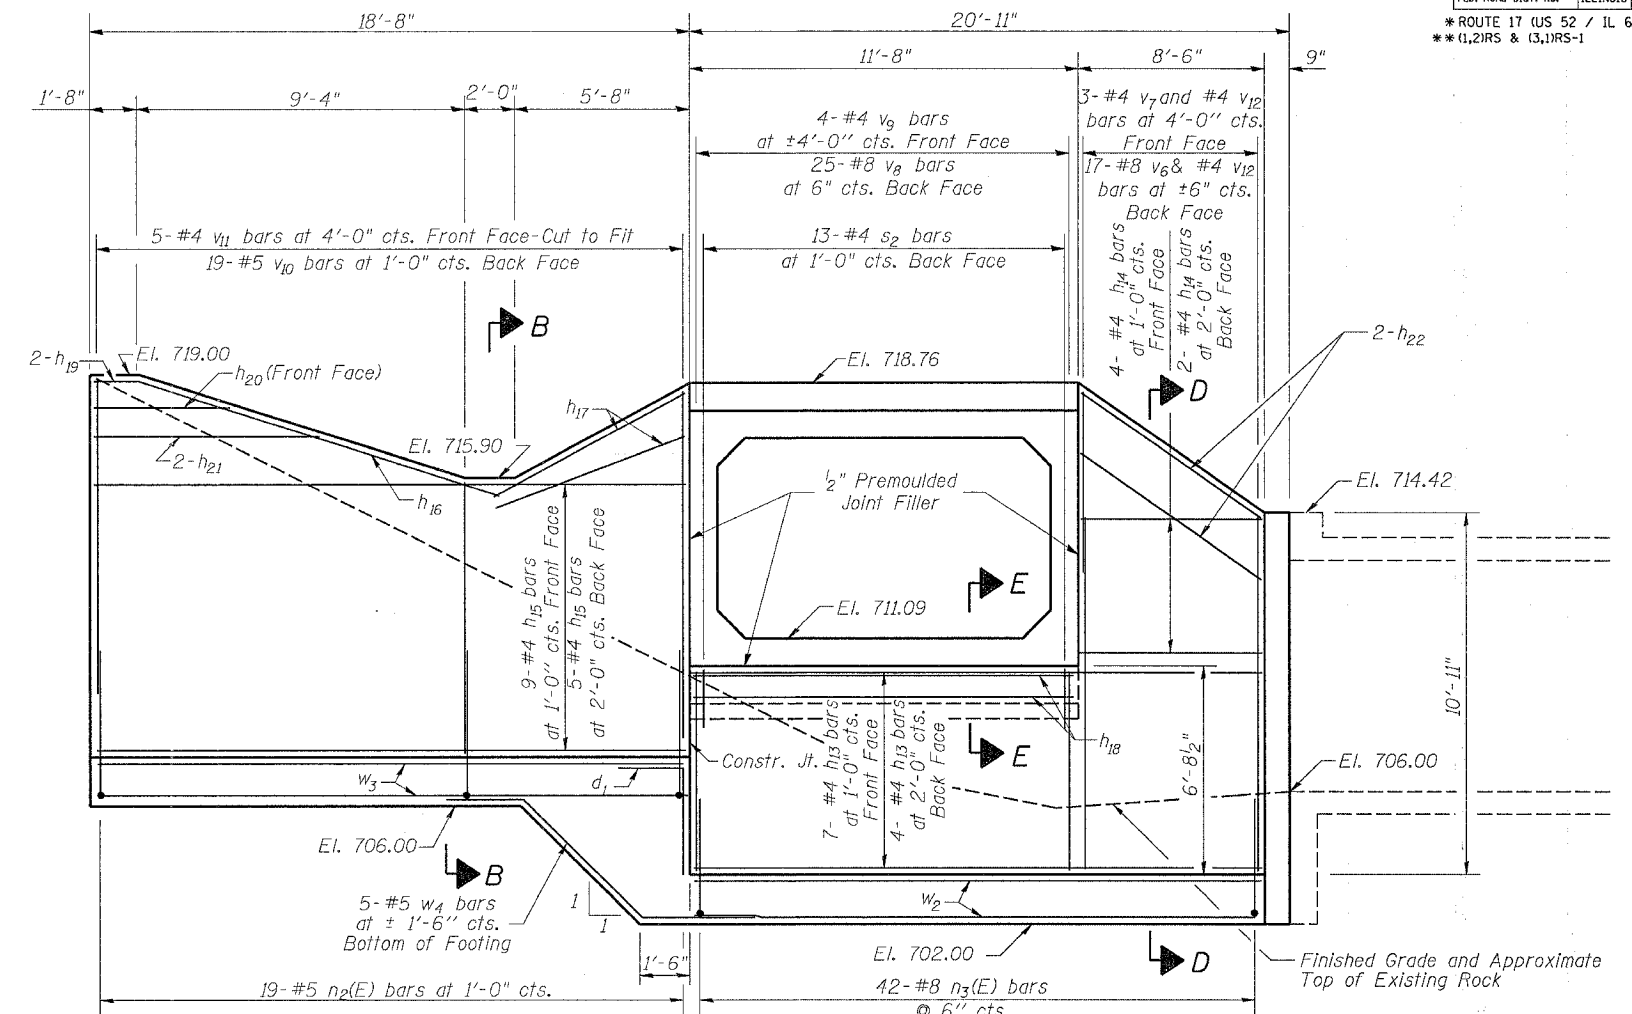 * ROUTE 17 (US 52 / IL 6
** (1,2)RS & (3,1)RS-1
18'-8"
20'-11"
11'-8"
8'-6"
9"
1'-8"
9'-4"
2'-0"
5'-8"
4-#4 v9 bars
at ±4'-0" cts. Front Face
25-#8 v8 bars
at 6" cts. Back Face
3-#4 v7 and #4 v12
bars at 4'-0" cts.
Front Face
17-#8 v6 & #4 v12
bars at ±6" cts.
Back Face
5-#4 v11 bars at 4'-0" cts. Front Face-Cut to Fit
19-#5 v10 bars at 1'-0" cts. Back Face
13-#4 s2 bars
at 1'-0" cts. Back Face
4- #4 h14 bars
at 1'-0" cts.
Front Face
2- #4 h14 bars
at 2'-0" cts.
Back Face
B
2-h19
El. 719.00
h20 (Front Face)
El. 718.76
2-h22
D
h17
El. 715.90
2-h21
h16
1/2" Premoulded
Joint Filler
El. 714.42
9-#4 h15 bars
at 1'-0" cts. Front Face
5-#4 h15 bars
at 2'-0" cts. Back Face
E
El. 711.09
10'-11"
7- #4 h13 bars
at 1'-0" cts.
Front Face
4- #4 h13 bars
at 2'-0" cts.
Back Face
E
h18
6'-8 1/2"
Constr. Jt.
w3
d1
El. 706.00
El. 706.00
B
5-#5 w4 bars
at ± 1'-6" cts.
Bottom of Footing
1
1
w2
1'-6"
El. 702.00
D
Finished Grade and Approximate
Top of Existing Rock
19-#5 n2(E) bars at 1'-0" cts.
42-#8 n3(E) bars
@ 6" cts.